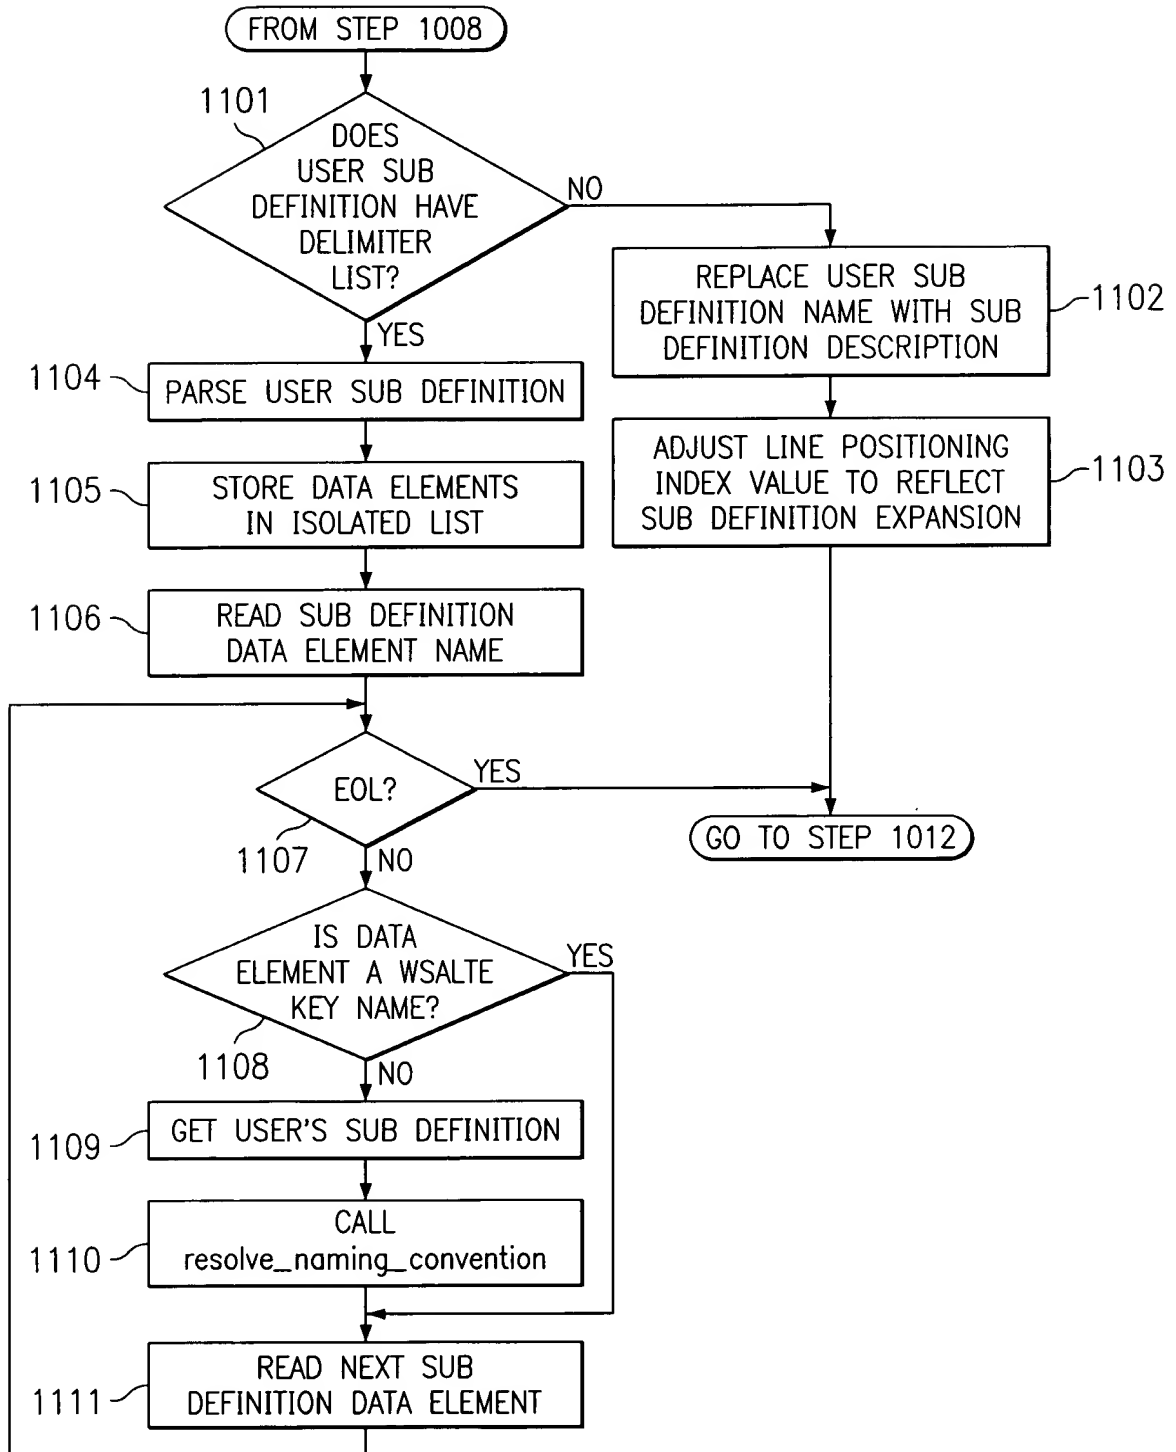 FROM STEP 1008
1101
DOES
USER SUB
DEFINITION HAVE
DELIMITER
LIST?
NO
YES
REPLACE USER SUB
DEFINITION NAME WITH SUB
DEFINITION DESCRIPTION
1102
1104
PARSE USER SUB DEFINITION
ADJUST LINE POSITIONING
INDEX VALUE TO REFLECT
SUB DEFINITION EXPANSION
1103
1105
STORE DATA ELEMENTS
IN ISOLATED LIST
1106
READ SUB DEFINITION
DATA ELEMENT NAME
EOL?
YES
1107
NO
GO TO STEP 1012
IS DATA
ELEMENT A WSALTE
KEY NAME?
YES
1108
NO
1109
GET USER'S SUB DEFINITION
1110
CALL
resolve_naming_convention
1111
READ NEXT SUB
DEFINITION DATA ELEMENT